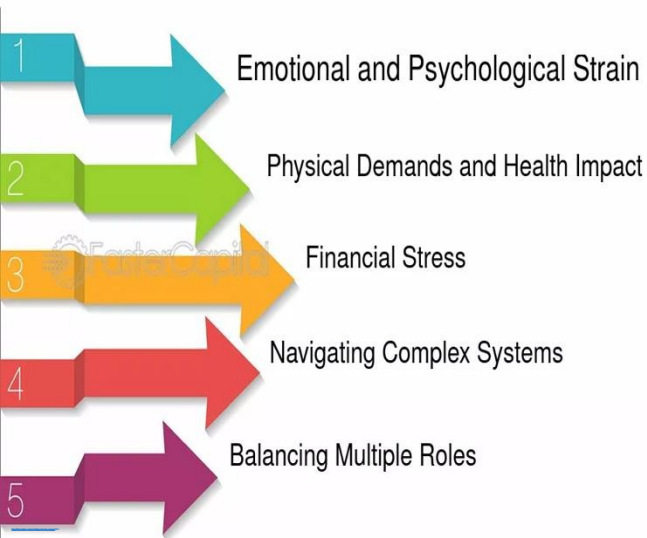 1
Emotional and Psychological Strain
2
Physical Demands and Health Impact
FasterCapital
3
Financial Stress
4
Navigating Complex Systems
5
Balancing Multiple Roles